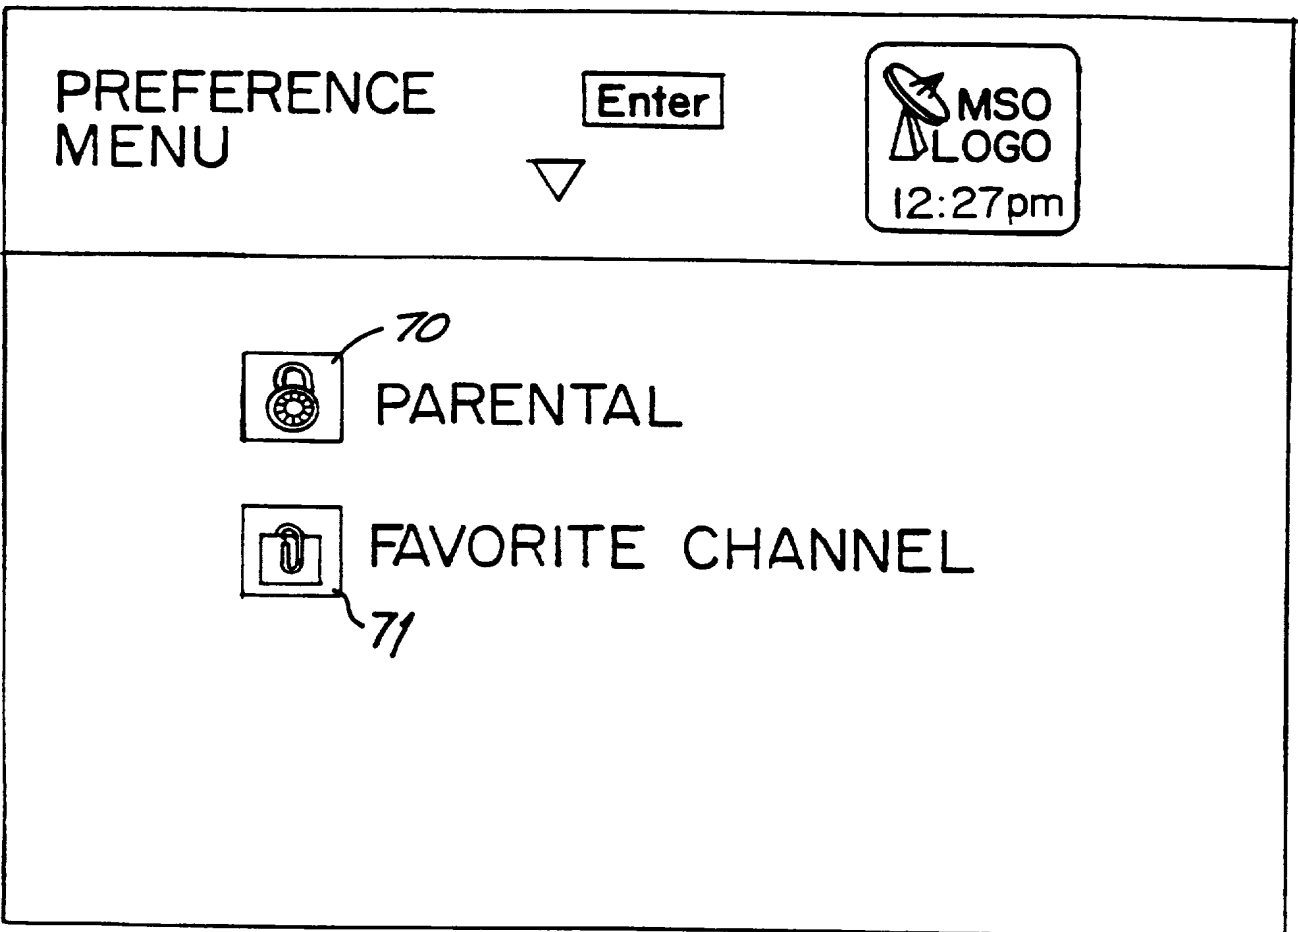 PREFERENCE
MENU
Enter
MSO
LOGO
12:27pm
70
PARENTAL
FAVORITE CHANNEL
71